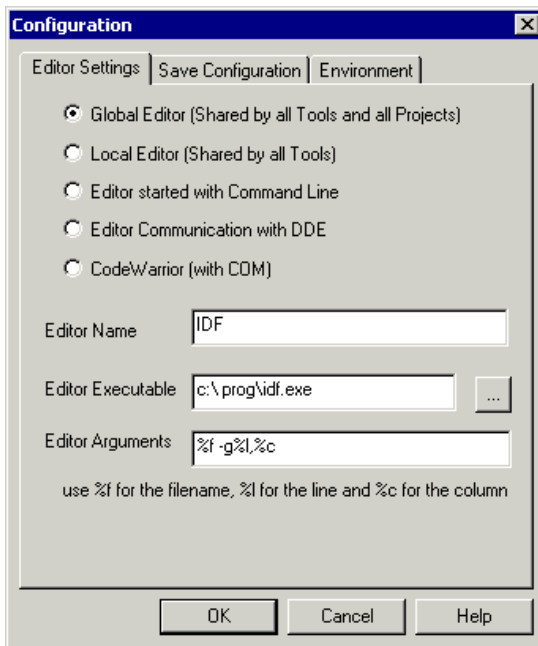 Configuration
Editor Settings Save Configuration Environment
Global Editor (Shared by all Tools and all Projects)
Local Editor (Shared by all Tools)
Editor started with Command Line
Editor Communication with DDE
CodeWarrior (with COM)
Editor Name IDF
Editor Executable c:\prog\idf.exe ...
Editor Arguments %f -g%l,%c
use %f for the filename, %l for the line and %c for the column
OK Cancel Help